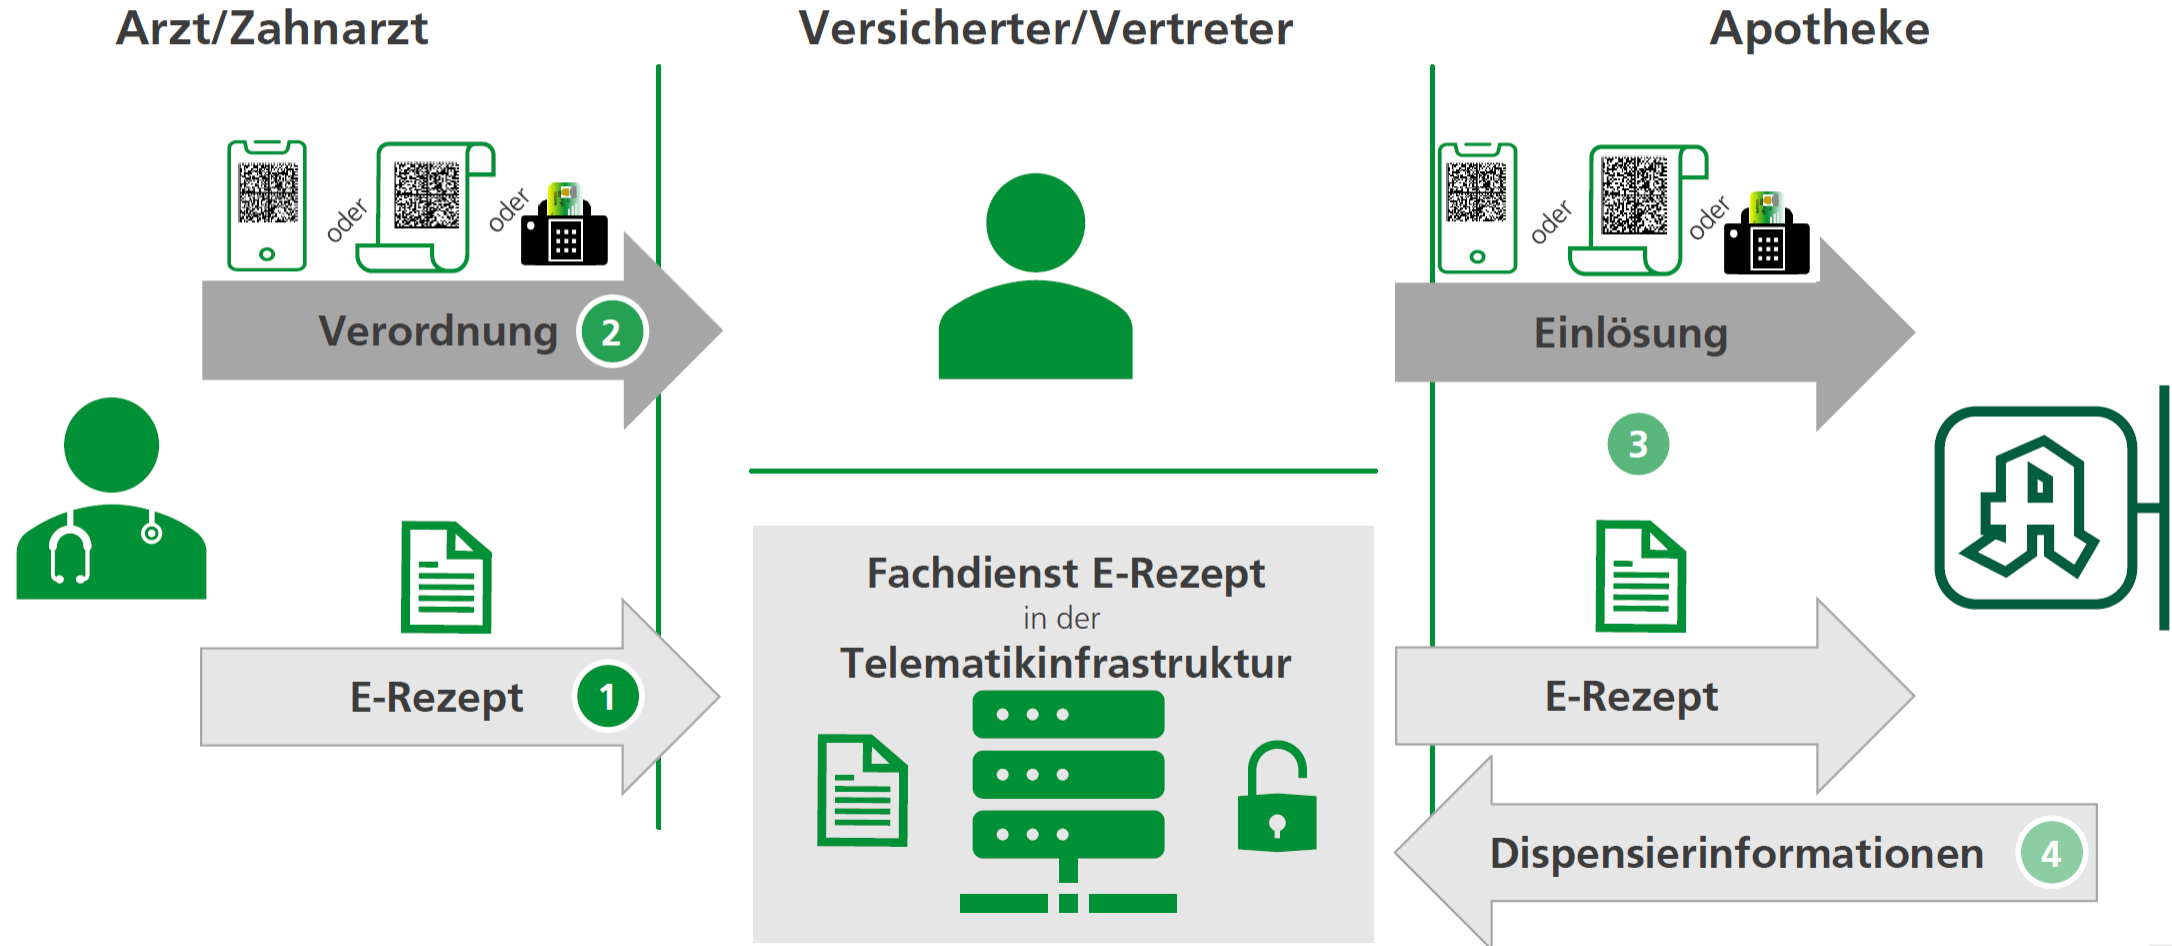 Arzt/Zahnarzt
Versicherter/Vertreter
Apotheke
oder
oder
oder
oder
Verordnung 2
Einlösung
3
Fachdienst E-Rezept
in der
Telematikinfrastruktur
E-Rezept 1
E-Rezept
Dispensierinformationen 4